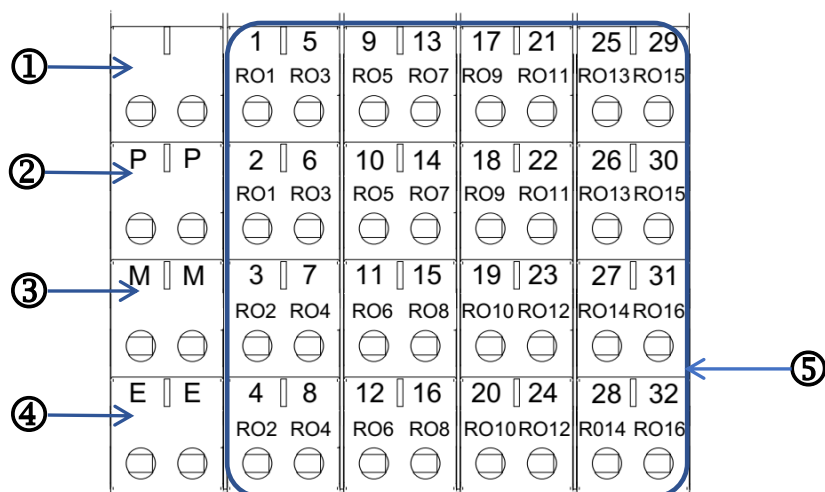 1 5 9 13 17 21 25 29
① RO1 RO3 RO5 RO7 RO9 RO11 RO13 RO15
② P P 2 6 10 14 18 22 26 30
RO1 RO3 RO5 RO7 RO9 RO11 RO13 RO15
③ M M 3 7 11 15 19 23 27 31
RO2 RO4 RO6 RO8 RO10 RO12 RO14 RO16
⑤
④ E E 4 8 12 16 20 24 28 32
RO2 RO4 RO6 RO8 RO10 RO12 R014 RO16